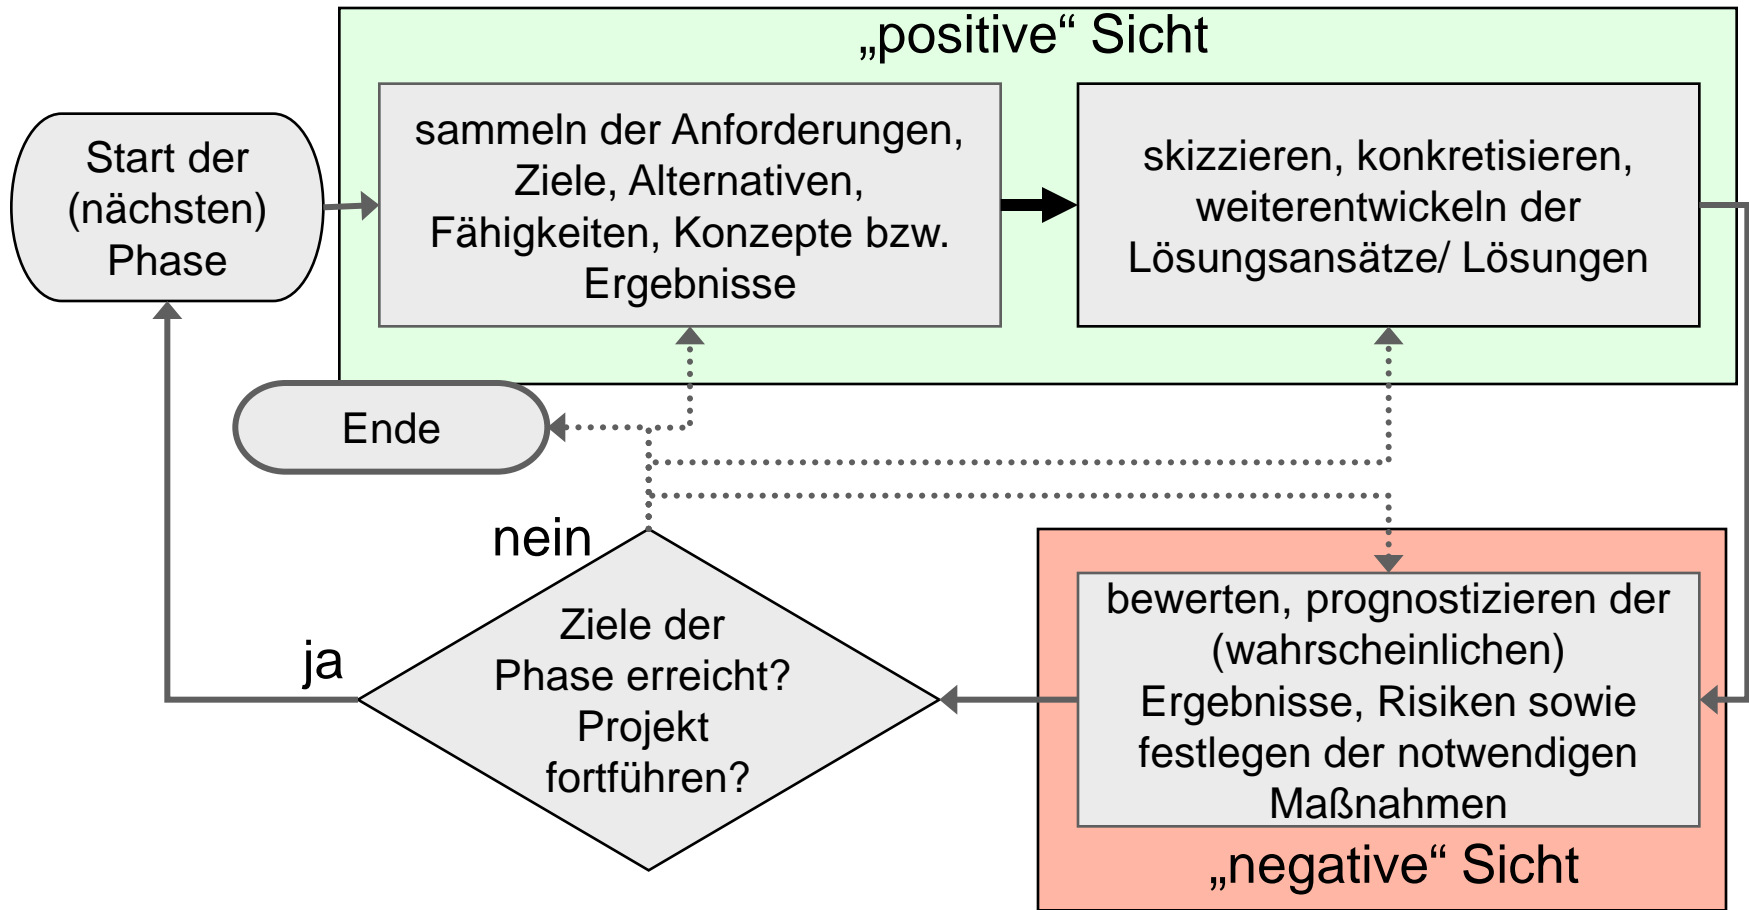 „positive“ Sicht
Start der
(nächsten)
Phase
sammeln der Anforderungen,
Ziele, Alternativen,
Fähigkeiten, Konzepte bzw.
Ergebnisse
skizzieren, konkretisieren,
weiterentwickeln der
Lösungsansätze/ Lösungen
Ende
nein
ja
Ziele der
Phase erreicht?
Projekt
fortführen?
bewerten, prognostizieren der
(wahrscheinlichen)
Ergebnisse, Risiken sowie
festlegen der notwendigen
Maßnahmen
„negative“ Sicht